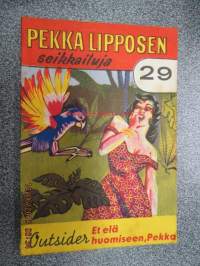 PEKKA LIPPOSEN
seikkailuja
29
Outsider
Et elä
huomiseen, Pekka